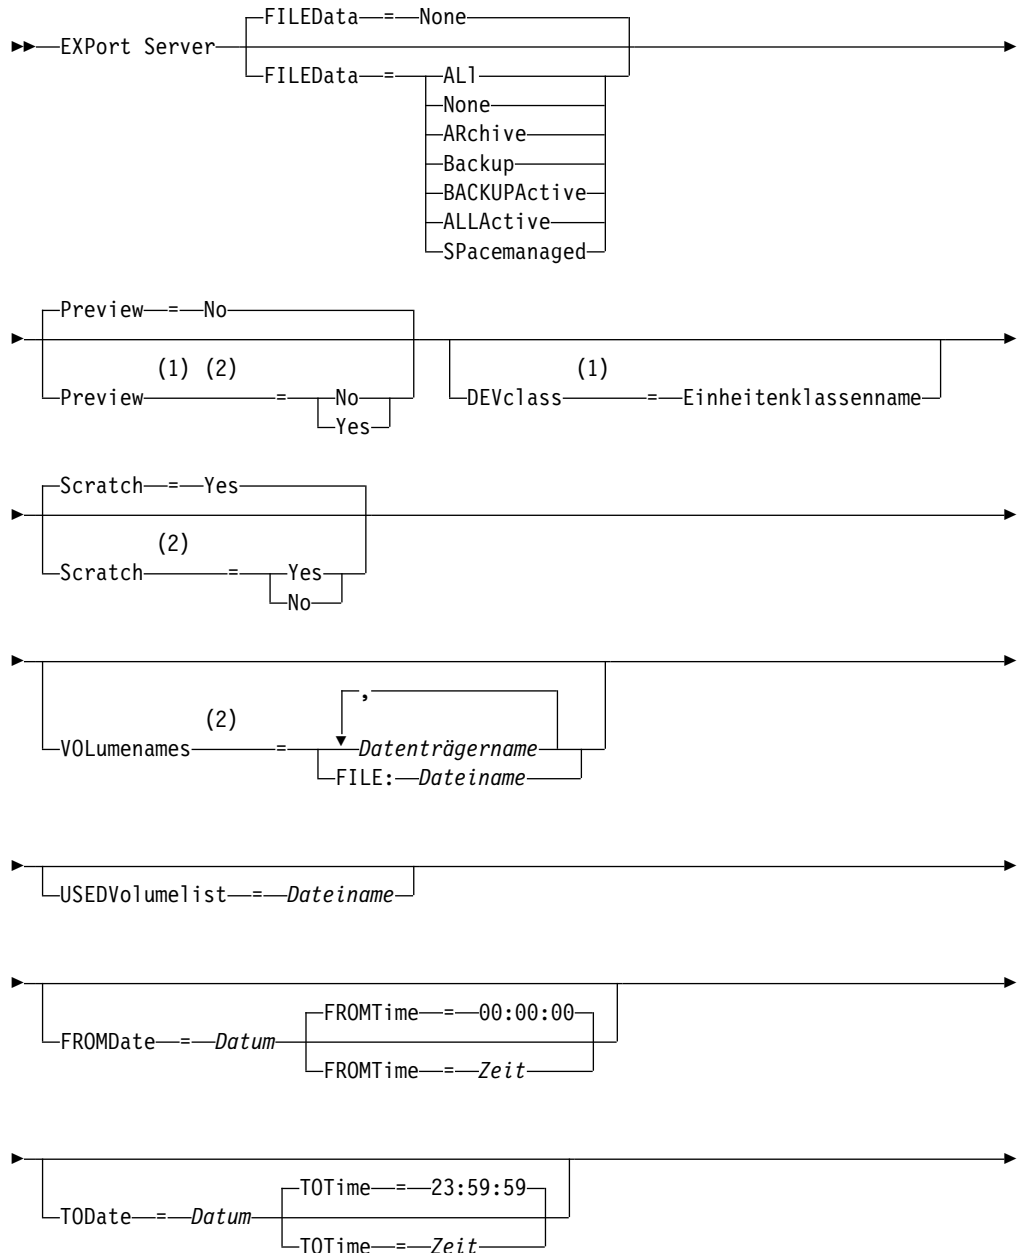 FILEData = None
EXPort Server
FILEData = ALl
None
ARchive
Backup
BACKUPActive
ALLActive
SPacemanaged
Preview = No
(1) (2) (1)
Preview = No DEVclass = Einheitenklassenname
Yes
Scratch = Yes
(2)
Scratch = Yes
No
,
(2)
VOLumenames = Datenträgername
FILE: Dateiname
USEDVolumelist = Dateiname
FROMTime = 00:00:00
FROMDate = Datum
FROMTime = Zeit
TOTime = 23:59:59
TODate = Datum
TOTime = Zeit